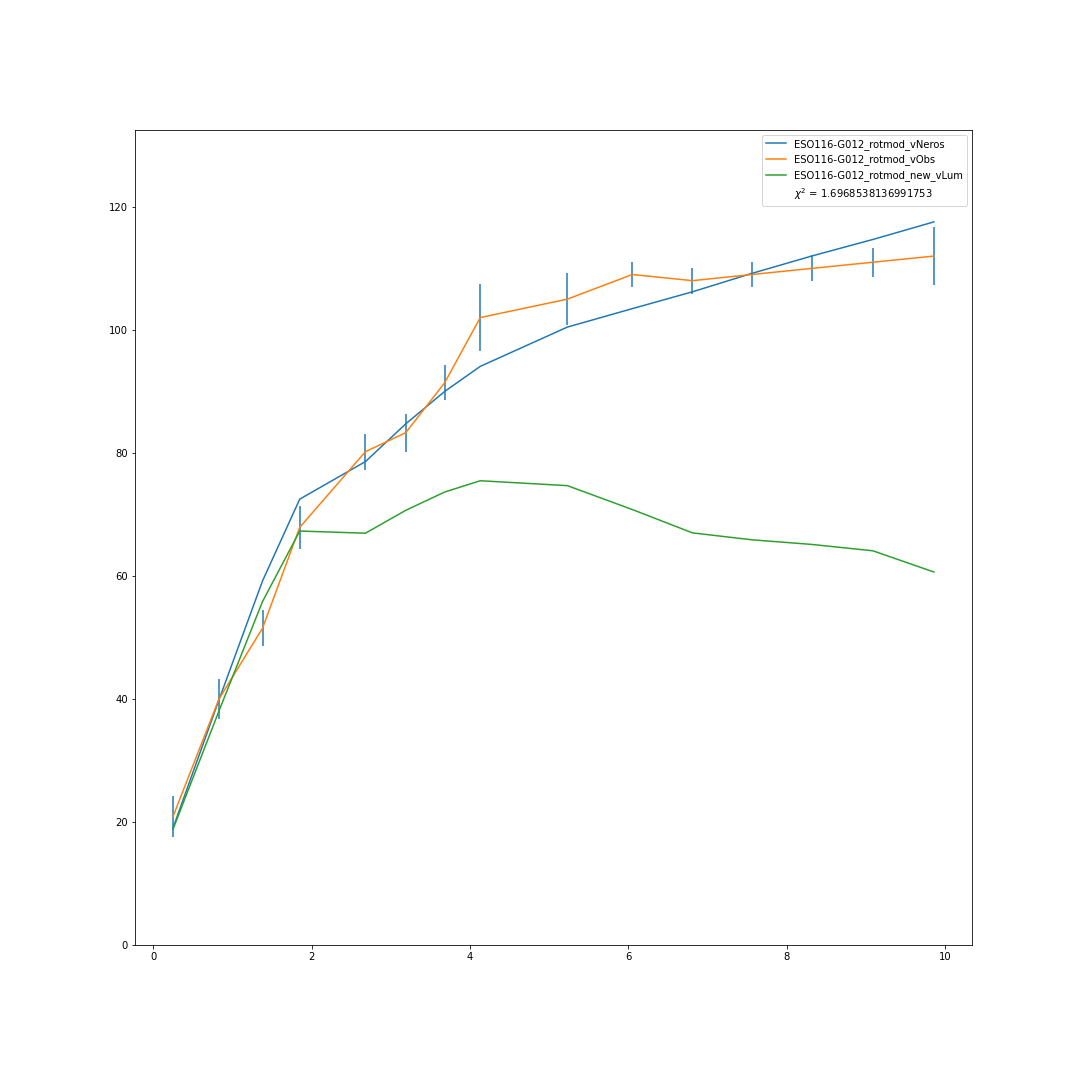 ESO116-G012_rotmod_vNeros
ESO116-G012_rotmod_vObs
ESO116-G012_rotmod_new_vLum
χ² = 1.6968538136991753
120
100
80
60
40
20
0
0 2 4 6 8 10